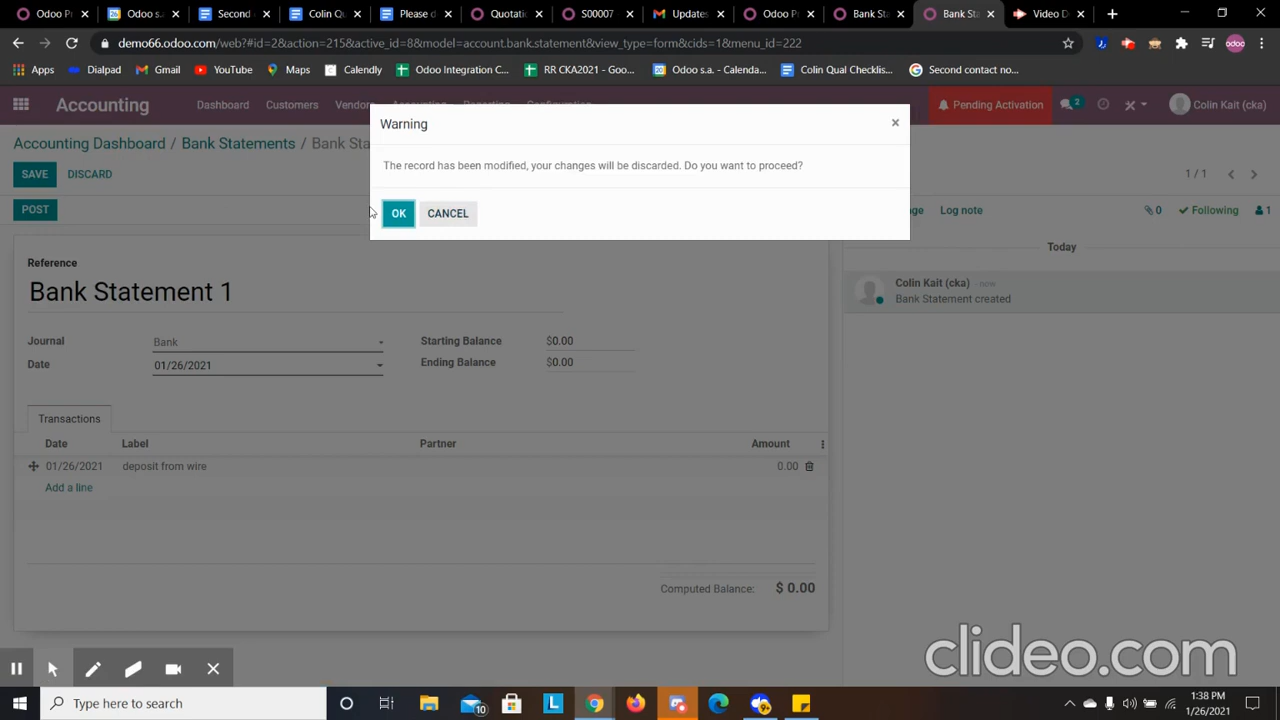 Odoo s.a. -
Second
Colin Qu
Please d
Quotatio
S00007
Updates
Odoo P
Bank St
Bank Sta
Video D
demo66.odoo.com/web?#id=2&action=215&active_id=8&model=account.bank.statement&view_type=form&cids=1&menu_id=222
odoo
Apps Dialpad Gmail YouTube Maps Calendly Odoo Integration C... RR CKA2021 - Goo... Odoo s.a. - Calenda... Colin Qual Checklis... Second contact no...
Accounting Dashboard Customers Vendors Pending Activation 2 Colin Kait (cka)
Warning ×
Accounting Dashboard / Bank Statements / Bank Sta
The record has been modified, your changes will be discarded. Do you want to proceed?
SAVE DISCARD 1 / 1
POST OK CANCEL Log note 0 Following 1
Today
Reference
Bank Statement 1
Colin Kait (cka) - now
Bank Statement created
Journal Bank Starting Balance $0.00
Date 01/26/2021 Ending Balance $0.00
Transactions
Date Label Partner Amount
01/26/2021 deposit from wire 0.00
Add a line
Computed Balance: $ 0.00
clideo.com
Type here to search
10
L
1:38 PM
1/26/2021